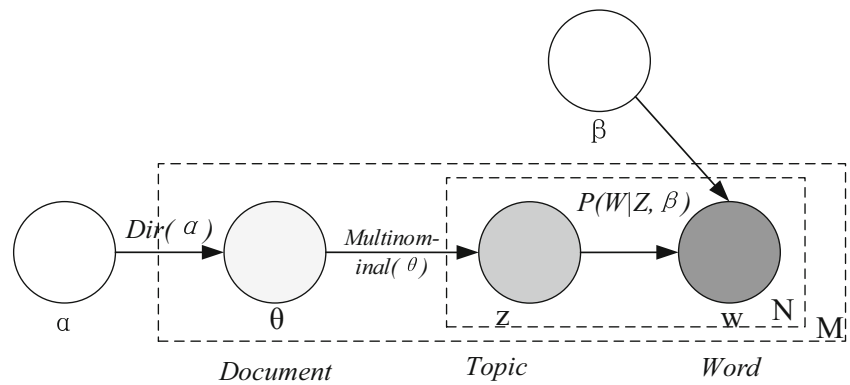 β
P(W|Z, β)
Dir( α )
Multinom-
inal( θ )
α
θ
z
w
N
M
Document
Topic
Word